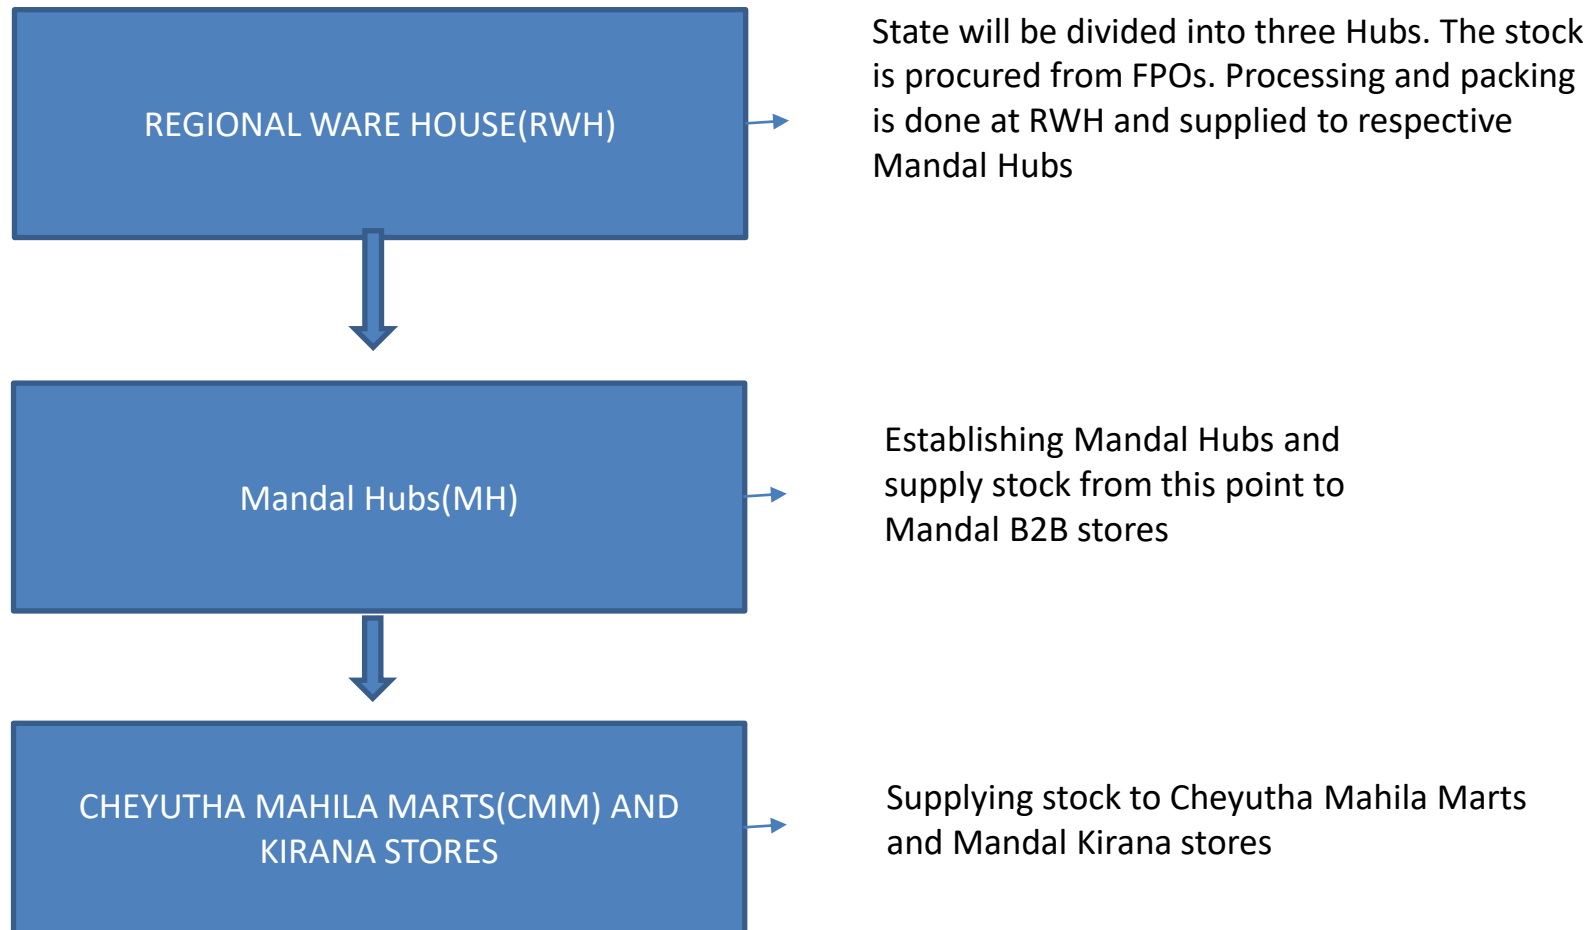 REGIONAL WARE HOUSE(RWH)
State will be divided into three Hubs. The stock
is procured from FPOs. Processing and packing
is done at RWH and supplied to respective
Mandal Hubs
Mandal Hubs(MH)
Establishing Mandal Hubs and
supply stock from this point to
Mandal B2B stores
CHEYUTHA MAHILA MARTS(CMM) AND
KIRANA STORES
Supplying stock to Cheyutha Mahila Marts
and Mandal Kirana stores